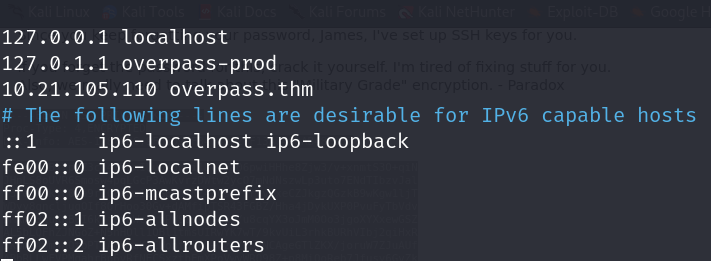 Kali Linux Kali Tools Kali Docs Kali Forums Kali NetHunter Exploit-DB Google H
127.0.0.1 localhost
password, James, I've set up SSH keys for you.
127.0.1.1 overpass-prod
crack it yourself. I'm tired of fixing stuff for you.
10.21.105.110 overpass.thm
"Military Grade" encryption. - Paradox
# The following lines are desirable for IPv6 capable hosts
::1 ip6-localhost ip6-loopback
fe00::0 ip6-localnet
ff00::0 ip6-mcastprefix
ff02::1 ip6-allnodes
ff02::2 ip6-allrouters